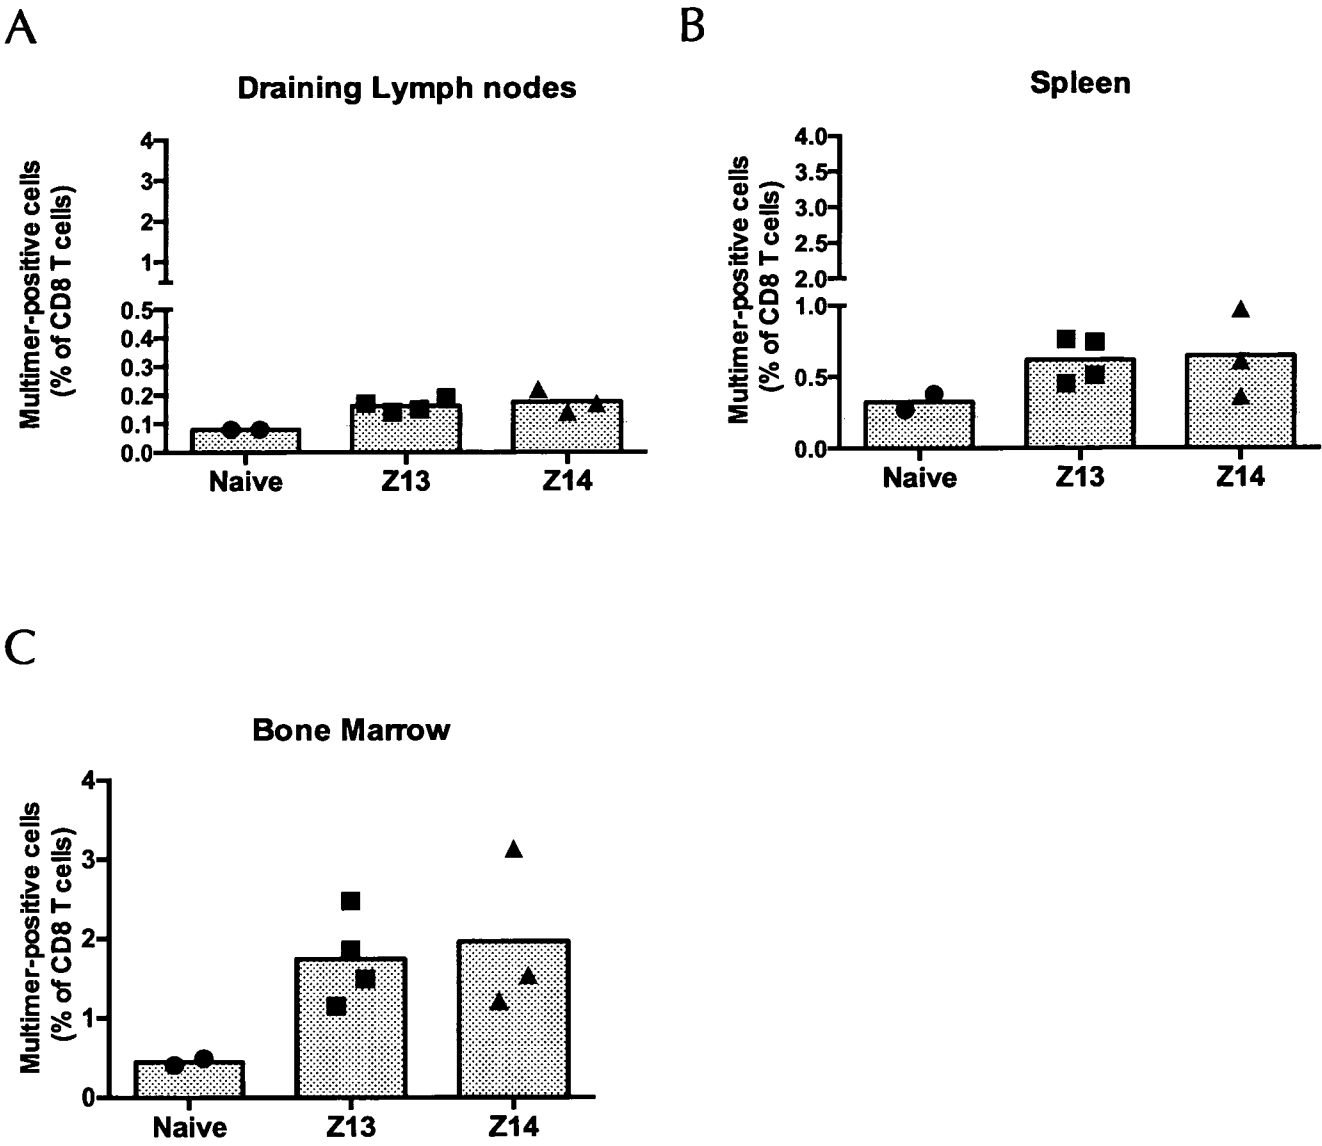 A
Draining Lymph nodes
Multimer-positive cells
(% of CD8 T cells)
4
3
2
1
0.5
0.4
0.3
0.2
0.1
0.0
Naive Z13 Z14
B
Spleen
Multimer-positive cells
(% of CD8 T cells)
4.0
3.5
3.0
2.5
2.0
1.0
0.5
0.0
Naive Z13 Z14
C
Bone Marrow
Multimer-positive cells
(% of CD8 T cells)
4
3
2
1
0
Naive Z13 Z14